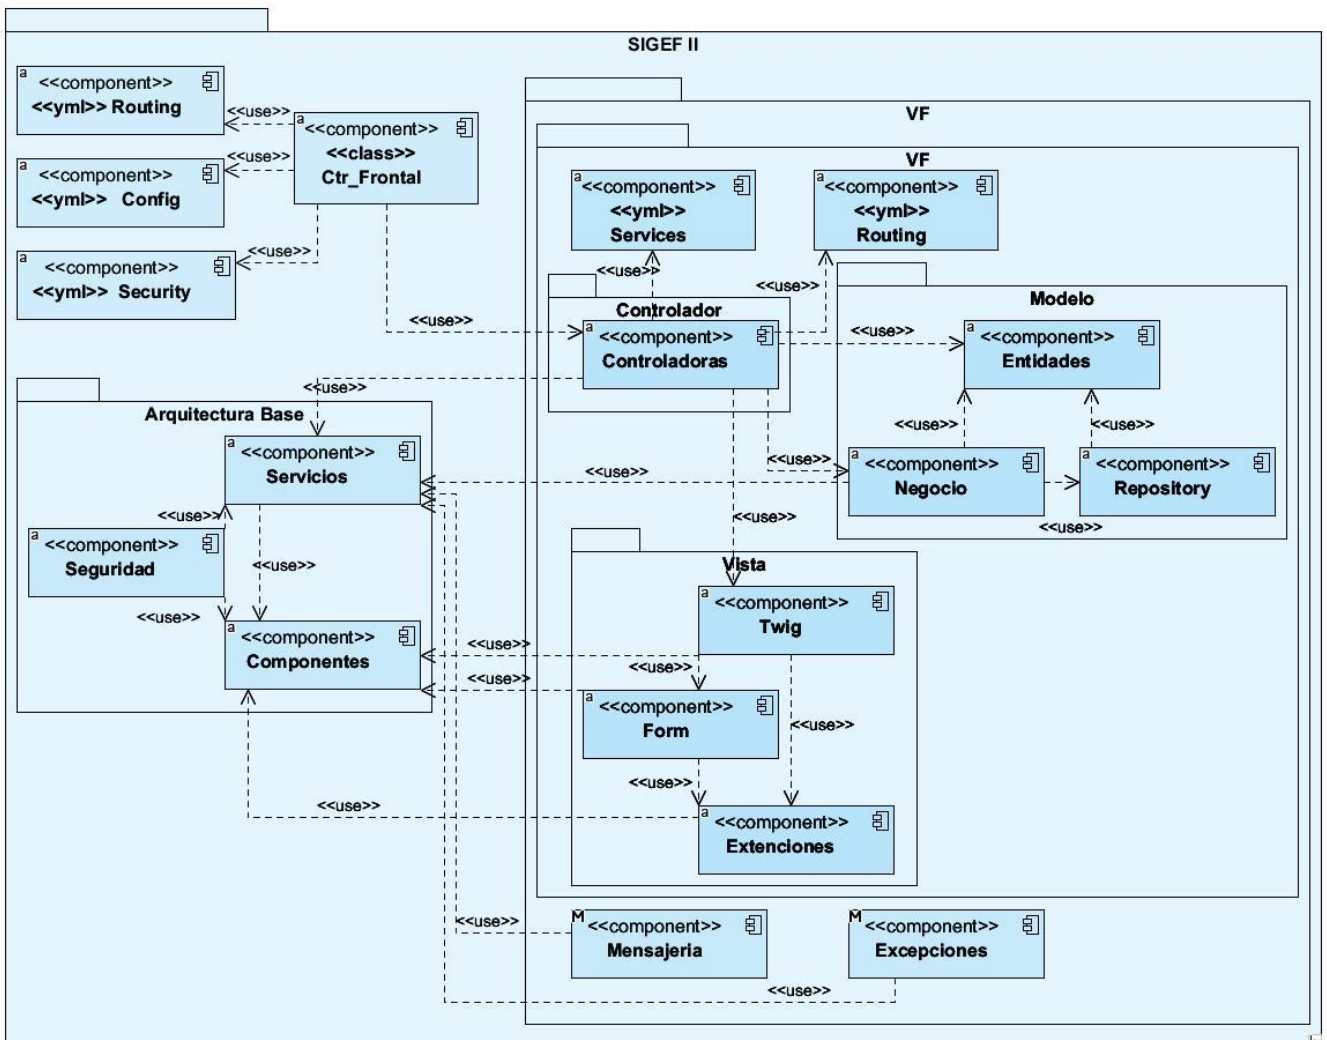 SIGEF II
a
<<component>>
<<yml>> Routing
<<use>>
a
<<component>>
<<class>>
Ctr_Frontal
a
<<component>>
<<yml>> Config
<<use>>
a
<<component>>
<<yml>> Security
<<use>>
<<use>>
VF
VF
a
<<component>>
<<yml>>
Services
a
<<component>>
<<yml>>
Routing
<<use>>
<<use>>
Controlador
a
<<component>>
Controladoras
<<use>>
Modelo
a
<<component>>
Entidades
<<use>>
<<use>>
a
<<component>>
Negocio
a
<<component>>
Repository
<<use>>
<<use>>
<<use>>
<<use>>
<<use>>
Arquitectura Base
a
<<component>>
Servicios
<<use>>
a
<<component>>
Seguridad
<<use>>
<<use>>
a
<<component>>
Componentes
Vista
a
<<component>>
Twig
<<use>>
<<use>>
<<use>>
a
<<component>>
Form
<<use>>
<<use>>
<<use>>
a
<<component>>
Extenciones
M
<<component>>
Mensajeria
<<use>>
M
<<component>>
Excepciones
<<use>>